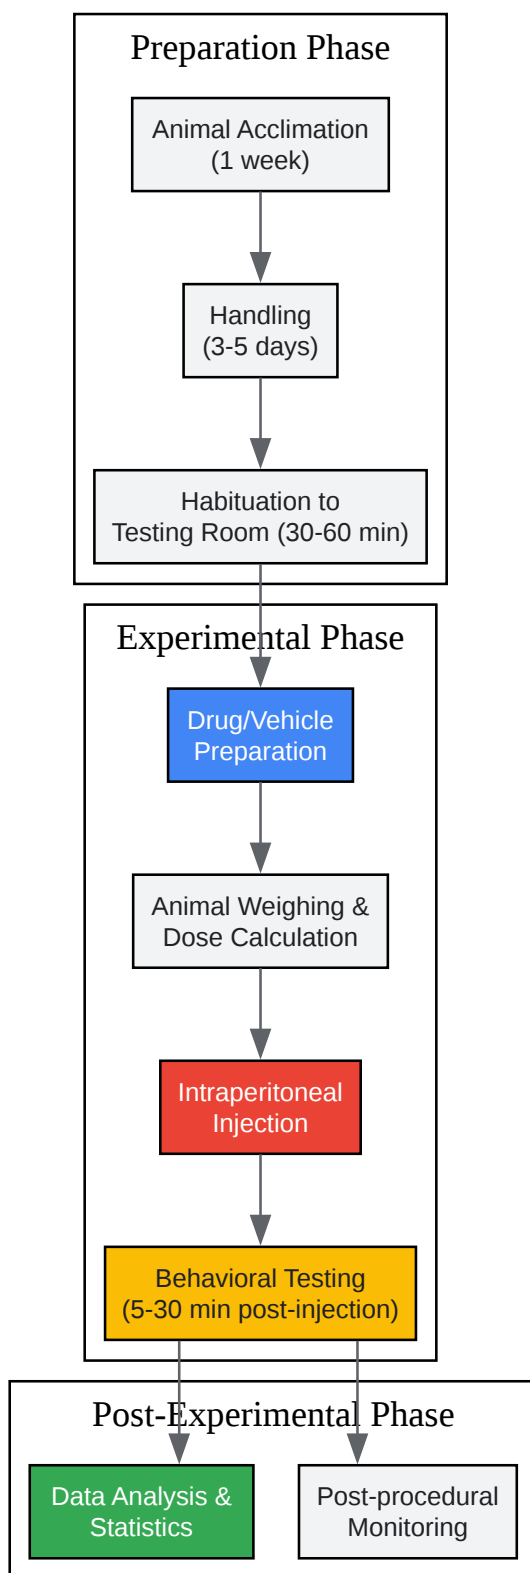 Preparation Phase
Animal Acclimation
(1 week)
Handling
(3-5 days)
Habituation to
Testing Room (30-60 min)
Experimental Phase
Drug/Vehicle
Preparation
Animal Weighing &
Dose Calculation
Intraperitoneal
Injection
Behavioral Testing
(5-30 min post-injection)
Post-Experimental Phase
Data Analysis &
Statistics
Post-procedural
Monitoring